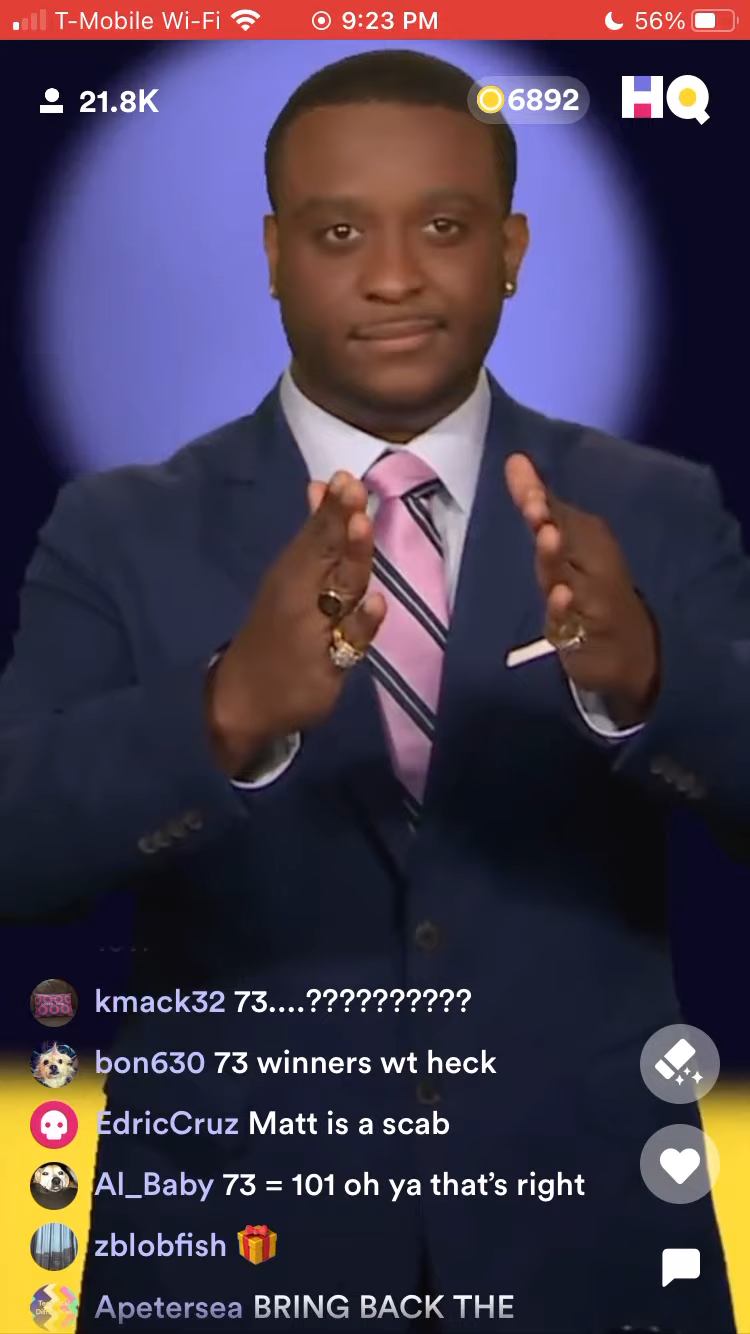 T-Mobile Wi-Fi 9:23 PM 56%
21.8K 6892 HQ
kmack32 73....??????????
bon630 73 winners wt heck
EdricCruz Matt is a scab
Al_Baby 73 = 101 oh ya that’s right
zblobfish 🎁
Apetersea BRING BACK THE